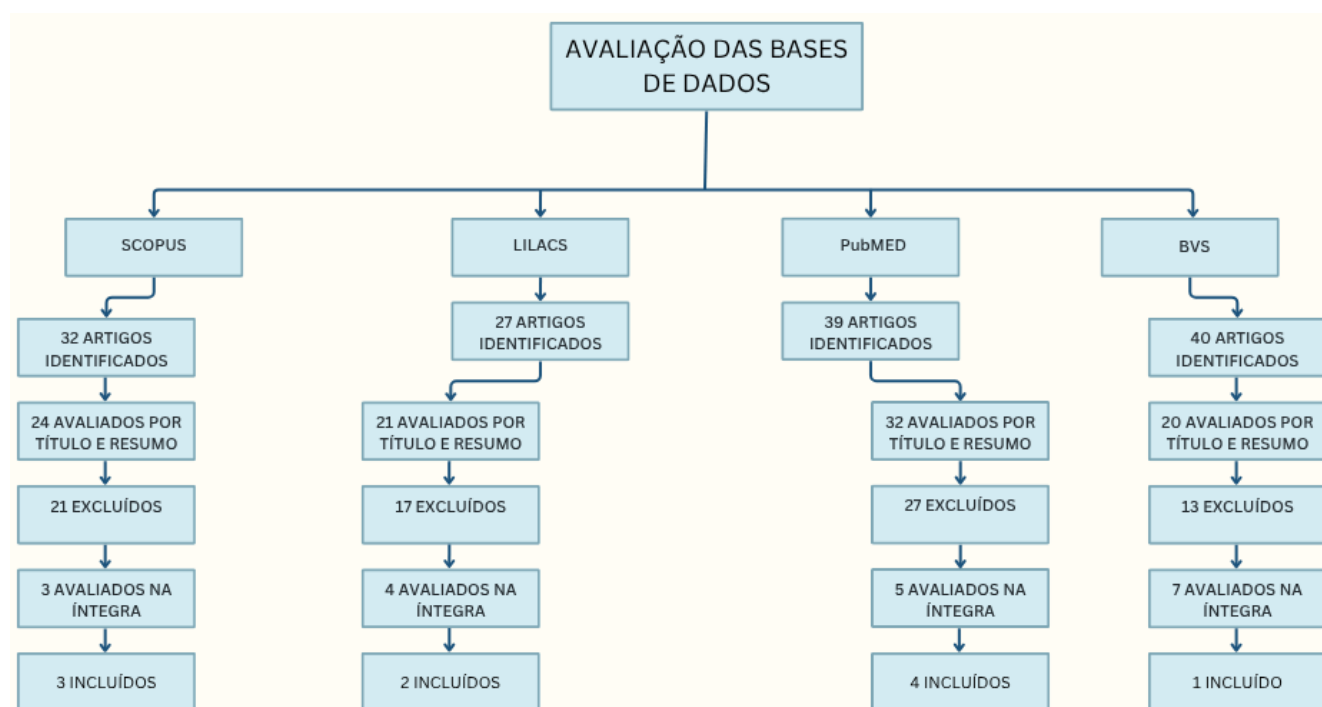 AVALIAÇÃO DAS BASES
DE DADOS
SCOPUS
LILACS
PubMED
BVS
32 ARTIGOS
IDENTIFICADOS
27 ARTIGOS
IDENTIFICADOS
39 ARTIGOS
IDENTIFICADOS
40 ARTIGOS
IDENTIFICADOS
24 AVALIADOS POR
TÍTULO E RESUMO
21 AVALIADOS POR
TÍTULO E RESUMO
32 AVALIADOS POR
TÍTULO E RESUMO
20 AVALIADOS POR
TÍTULO E RESUMO
21 EXCLUÍDOS
17 EXCLUÍDOS
27 EXCLUÍDOS
13 EXCLUÍDOS
3 AVALIADOS NA
ÍNTEGRA
4 AVALIADOS NA
ÍNTEGRA
5 AVALIADOS NA
ÍNTEGRA
7 AVALIADOS NA
ÍNTEGRA
3 INCLUÍDOS
2 INCLUÍDOS
4 INCLUÍDOS
1 INCLUÍDO